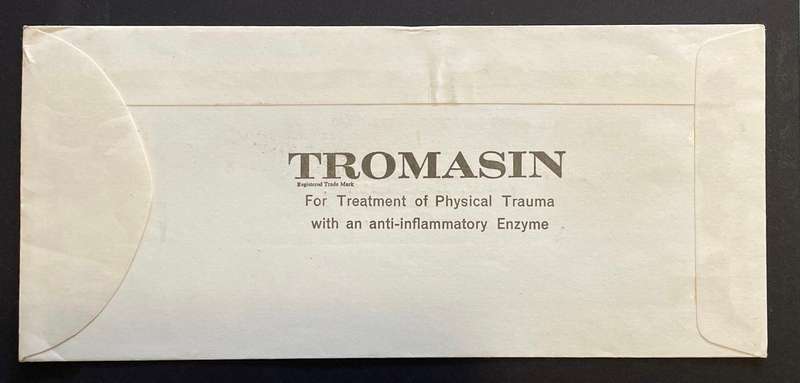 TROMASIN
Registered Trade Mark
For Treatment of Physical Trauma
with an anti-inflammatory Enzyme